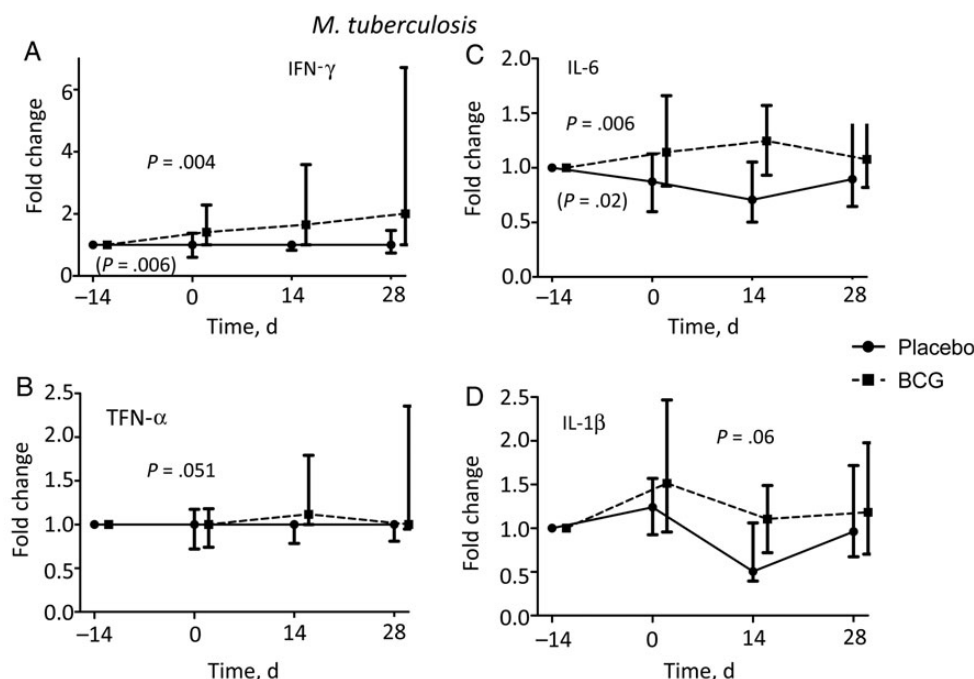 M. tuberculosis
A
IFN-γ
Fold change
6
4
2
0
P = .004
(P = .006)
–14
0
14
28
Time, d
C
IL-6
Fold change
2.0
1.5
1.0
0.5
0.0
P = .006
(P = .02)
–14
0
14
28
Time, d
Placebo
BCG
B
TFN-α
Fold change
2.5
2.0
1.5
1.0
0.5
0.0
P = .051
–14
0
14
28
Time, d
D
IL-1β
Fold change
2.5
2.0
1.5
1.0
0.5
0.0
P = .06
–14
0
14
28
Time, d